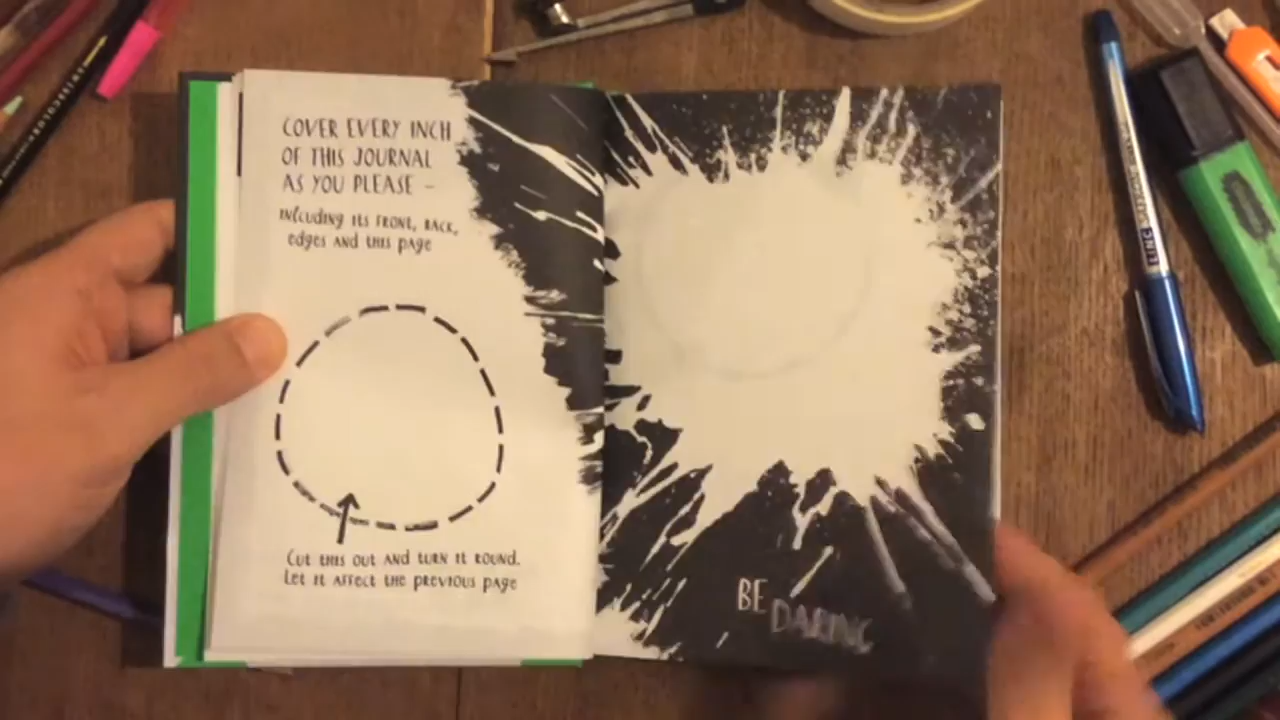 COVER EVERY INCH
OF THIS JOURNAL
AS YOU PLEASE –
INCLUDING ITS FRONT, BACK,
EDGES AND THIS PAGE
CUT THIS OUT AND TURN IT ROUND.
LET IT AFFECT THE PREVIOUS PAGE
BE DARING
LINC